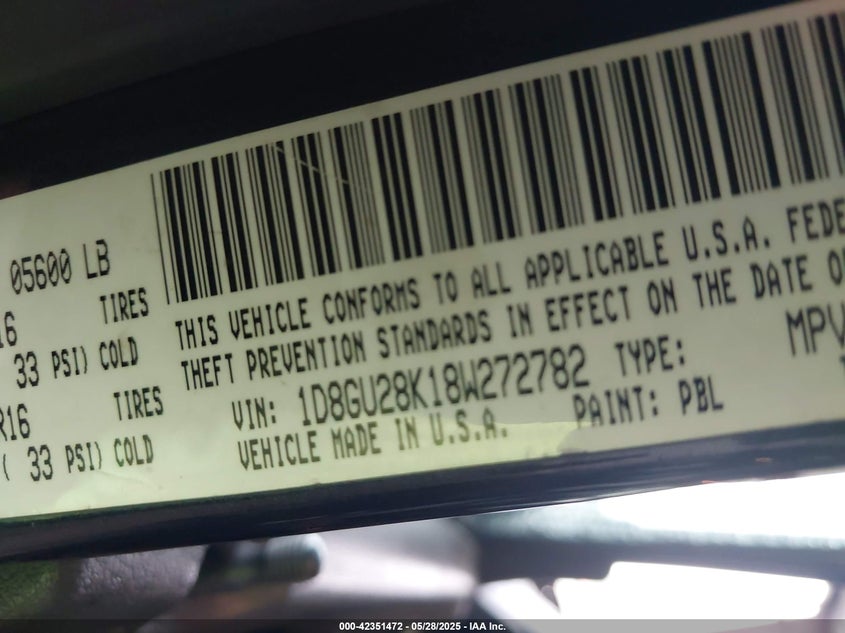 05600 LB
16 TIRES
33 PSI) COLD
R16 TIRES
( 33 PSI) COLD
THIS VEHICLE CONFORMS TO ALL APPLICABLE U.S.A. FEDE
THEFT PREVENTION STANDARDS IN EFFECT ON THE DATE O
VIN: 1D8GU28K18W272782 TYPE: MPV
VEHICLE MADE IN U.S.A. PAINT: PBL
000-42351472 - 05/28/2025 - IAA Inc.